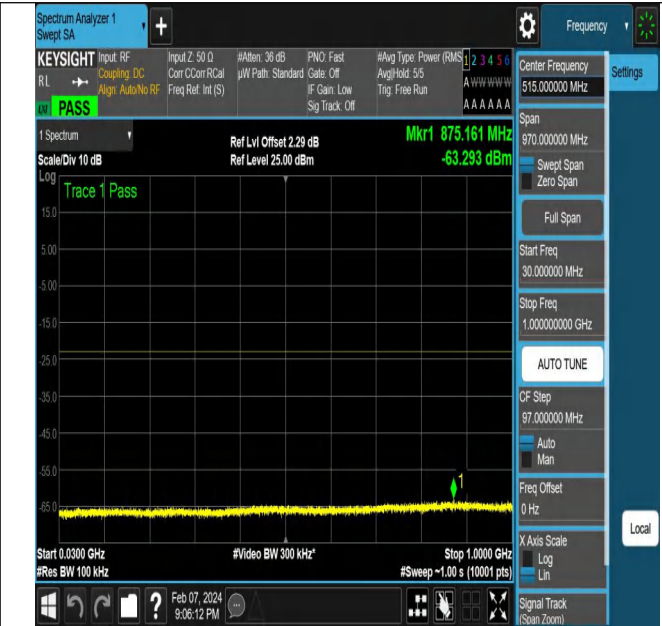 Spectrum Analyzer 1
Swept SA
+
Frequency
KEYSIGHT Input: RF
RL Coupling: DC
Align: Auto/No RF
PASS
Input Z: 50 Ω
Corr CCorr RCal
Freq Ref: Int (S)
#Atten: 36 dB
µW Path: Standard
PNO: Fast
Gate: Off
IF Gain: Low
Sig Track: Off
#Avg Type: Power (RMS
Avg|Hold: 5/5
Trig: Free Run
1 2 3 4 5 6
A W W W W W
A A A A A A
1 Spectrum
Scale/Div 10 dB
Ref Lvl Offset 2.29 dB
Ref Level 25.00 dBm
Mkr1 875.161 MHz
-63.293 dBm
Log
Trace 1 Pass
15.0
5.00
-5.00
-15.0
-25.0
-35.0
-45.0
-55.0
-65.0
1
Start 0.0300 GHz
#Res BW 100 kHz
#Video BW 300 kHz*
Stop 1.0000 GHz
#Sweep ~1.00 s (10001 pts)
?
Feb 07, 2024
9:06:12 PM
Center Frequency
515.000000 MHz
Settings
Span
970.000000 MHz
Swept Span
Zero Span
Full Span
Start Freq
30.000000 MHz
Stop Freq
1.000000000 GHz
AUTO TUNE
CF Step
97.000000 MHz
Auto
Man
Freq Offset
0 Hz
X Axis Scale
Log
Lin
Signal Track
(Span Zoom)
Local